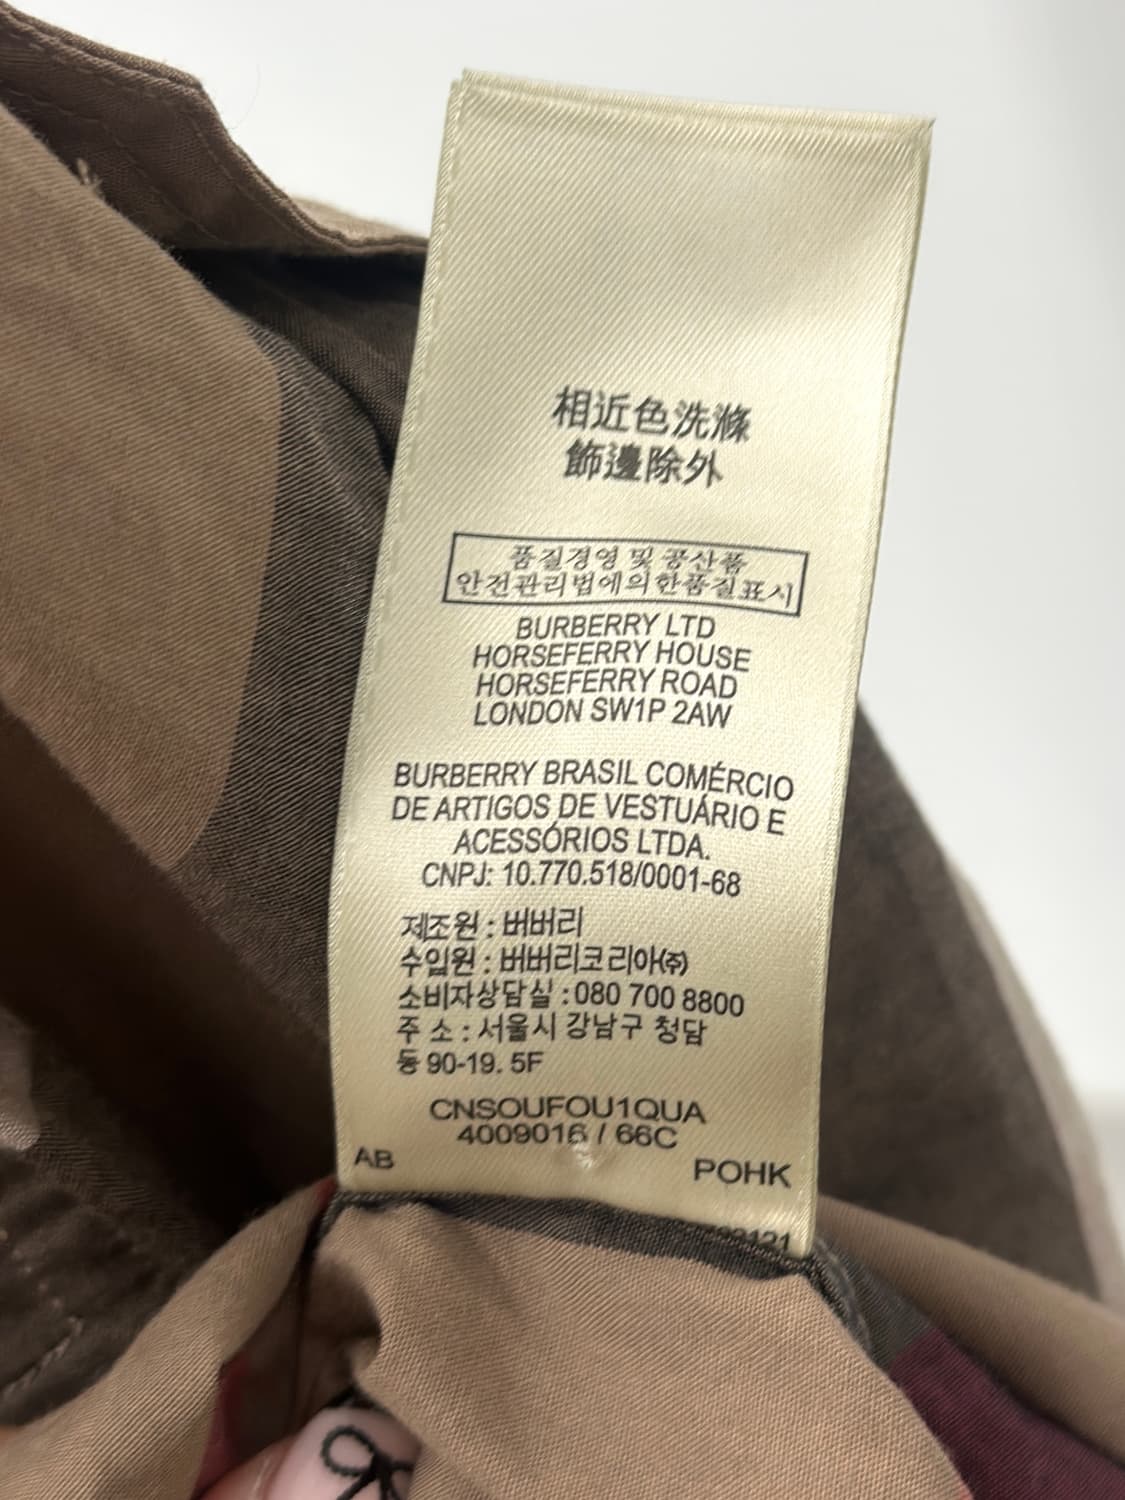 相近色洗滌
飾邊除外
품질경영 및 공산품
안전관리법에의한품질표시
BURBERRY LTD
HORSEFERRY HOUSE
HORSEFERRY ROAD
LONDON SW1P 2AW
BURBERRY BRASIL COMÉRCIO
DE ARTIGOS DE VESTUÁRIO E
ACESSÓRIOS LTDA.
CNPJ: 10.770.518/0001-68
제조원 : 버버리
수입원 : 버버리코리아㈜
소비자상담실 : 080 700 8800
주 소 : 서울시 강남구 청담
동 90-19. 5F
CNSOUFOU1QUA
4009016 / 66C
AB POHK